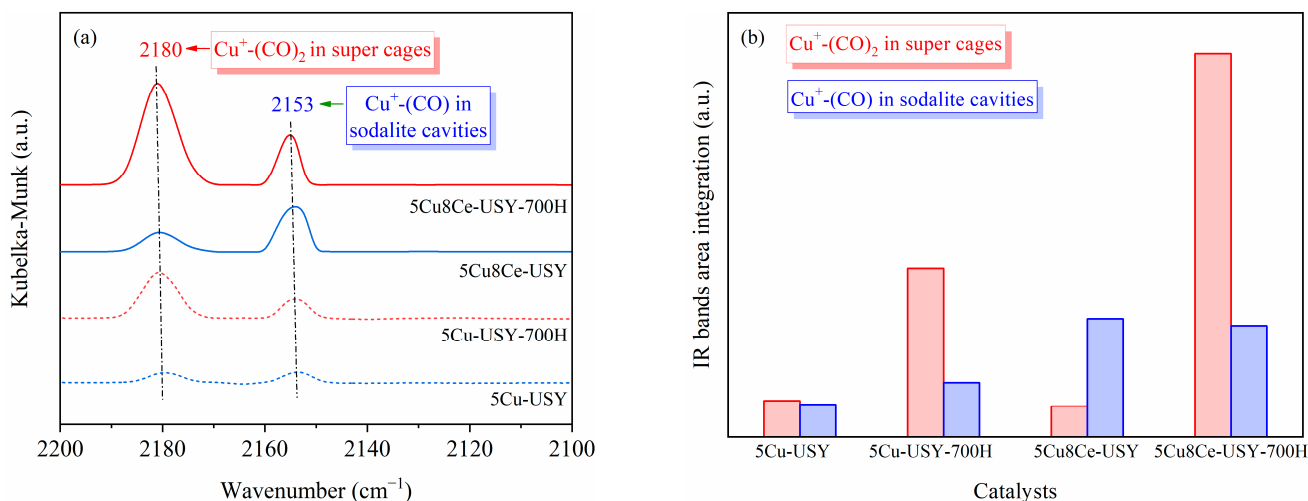 (a)
2180
Cu⁺-(CO)₂ in super cages
2153
Cu⁺-(CO) in
sodalite cavities
Kubelka-Munk (a.u.)
5Cu8Ce-USY-700H
5Cu8Ce-USY
5Cu-USY-700H
5Cu-USY
2200 2180 2160 2140 2120 2100
Wavenumber (cm⁻¹)
(b)
Cu⁺-(CO)₂ in super cages
Cu⁺-(CO) in sodalite cavities
IR bands area integration (a.u.)
5Cu-USY 5Cu-USY-700H 5Cu8Ce-USY 5Cu8Ce-USY-700H
Catalysts